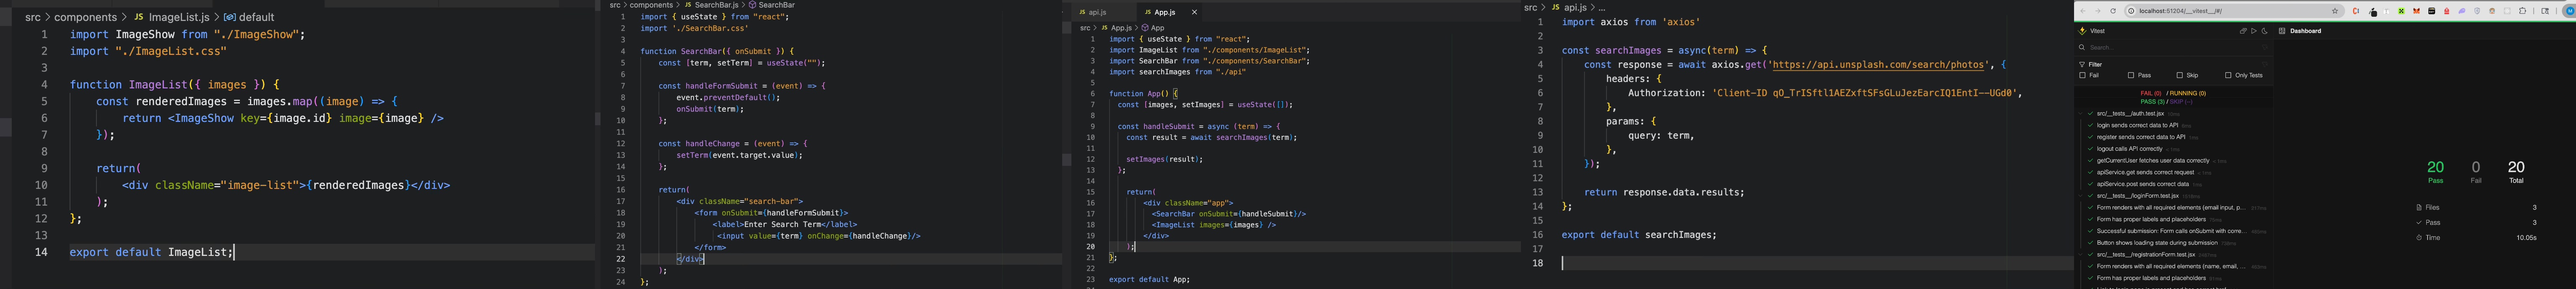 src > components > JS ImageList.js > default
1 import ImageShow from "./ImageShow";
2 import "./ImageList.css"
3
4 function ImageList({ images }) {
5 const renderedImages = images.map((image) => {
6 return <ImageShow key={image.id} image={image} />
7 });
8
9 return(
10 <div className="image-list">{renderedImages}</div>
11 );
12 };
13
14 export default ImageList;
src > components > JS SearchBar.js > SearchBar
1 import { useState } from "react";
2 import './SearchBar.css'
3
4 function SearchBar({ onSubmit }) {
5 const [term, setTerm] = useState("");
6
7 const handleFormSubmit = (event) => {
8 event.preventDefault();
9 onSubmit(term);
10 };
11
12 const handleChange = (event) => {
13 setTerm(event.target.value);
14 };
15
16 return(
17 <div className="search-bar">
18 <form onSubmit={handleFormSubmit}>
19 <label>Enter Search Term</label>
20 <input value={term} onChange={handleChange}/>
21 </form>
22 </div>
23 );
24 };
JS api.js JS App.js ×
src > JS App.js > App
1 import { useState } from "react";
2 import ImageList from "./components/ImageList";
3 import SearchBar from "./components/SearchBar";
4 import searchImages from "./api"
5
6 function App() {
7 const [images, setImages] = useState([]);
8
9 const handleSubmit = async (term) => {
10 const result = await searchImages(term);
11
12 setImages(result);
13 };
14
15 return(
16 <div className="app">
17 <SearchBar onSubmit={handleSubmit}/>
18 <ImageList images={images} />
19 </div>
20 );
21 };
22
23 export default App;
src > JS api.js > ...
1 import axios from 'axios'
2
3 const searchImages = async(term) => {
4 const response = await axios.get('https://api.unsplash.com/search/photos', {
5 headers: {
6 Authorization: 'Client-ID qO_TrISftl1AEZxftSFsGLuJezEarcIQ1EntI--UGd0',
7 },
8 params: {
9 query: term,
10 },
11 });
12
13 return response.data.results;
14 };
15
16 export default searchImages;
17
18
localhost:51204/__vitest__/#/
Vitest
Search...
Filter
Fail Pass Skip Only Tests
FAIL (0) / RUNNING (0)
PASS (3) / SKIP (--)
src/__tests__/auth.test.jsx
login sends correct data to API
register sends correct data to API
logout calls API correctly
getCurrentUser fetches user data correctly
apiService.get sends correct request
apiService.post sends correct data
src/__tests__/loginForm.test.jsx
Form renders with all required elements (email input, p...
Form has proper labels and placeholders
Successful submission: Form calls onSubmit with corre...
Button shows loading state during submission
src/__tests__/registrationForm.test.jsx
Form renders with all required elements (name, email, ...
Form has proper labels and placeholders
Dashboard
20 0 20
Pass Fail Total
Files 3
Pass 3
Time 10.05s